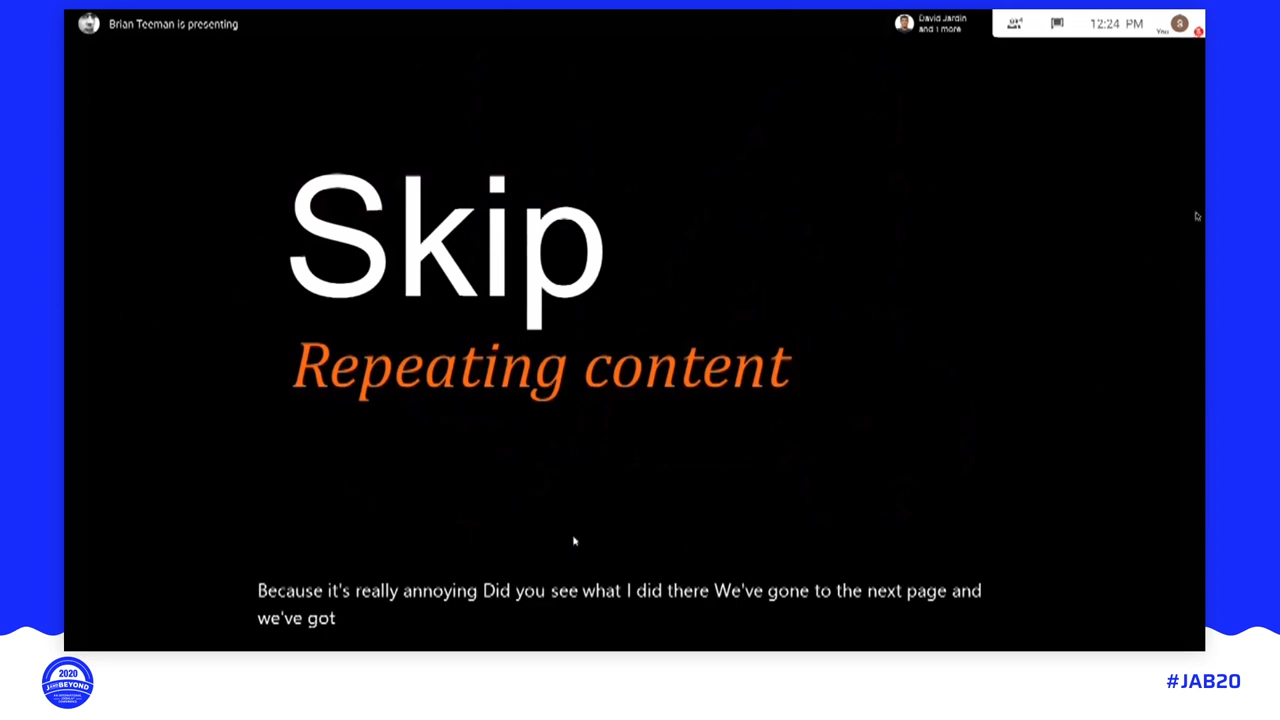 Brian Teeman is presenting
David Jardin
and 1 more
12:24 PM
You
S
Skip
Repeating content
Because it's really annoying Did you see what I did there We've gone to the next page and
we've got
2020
JANDBEYOND
#JAB20